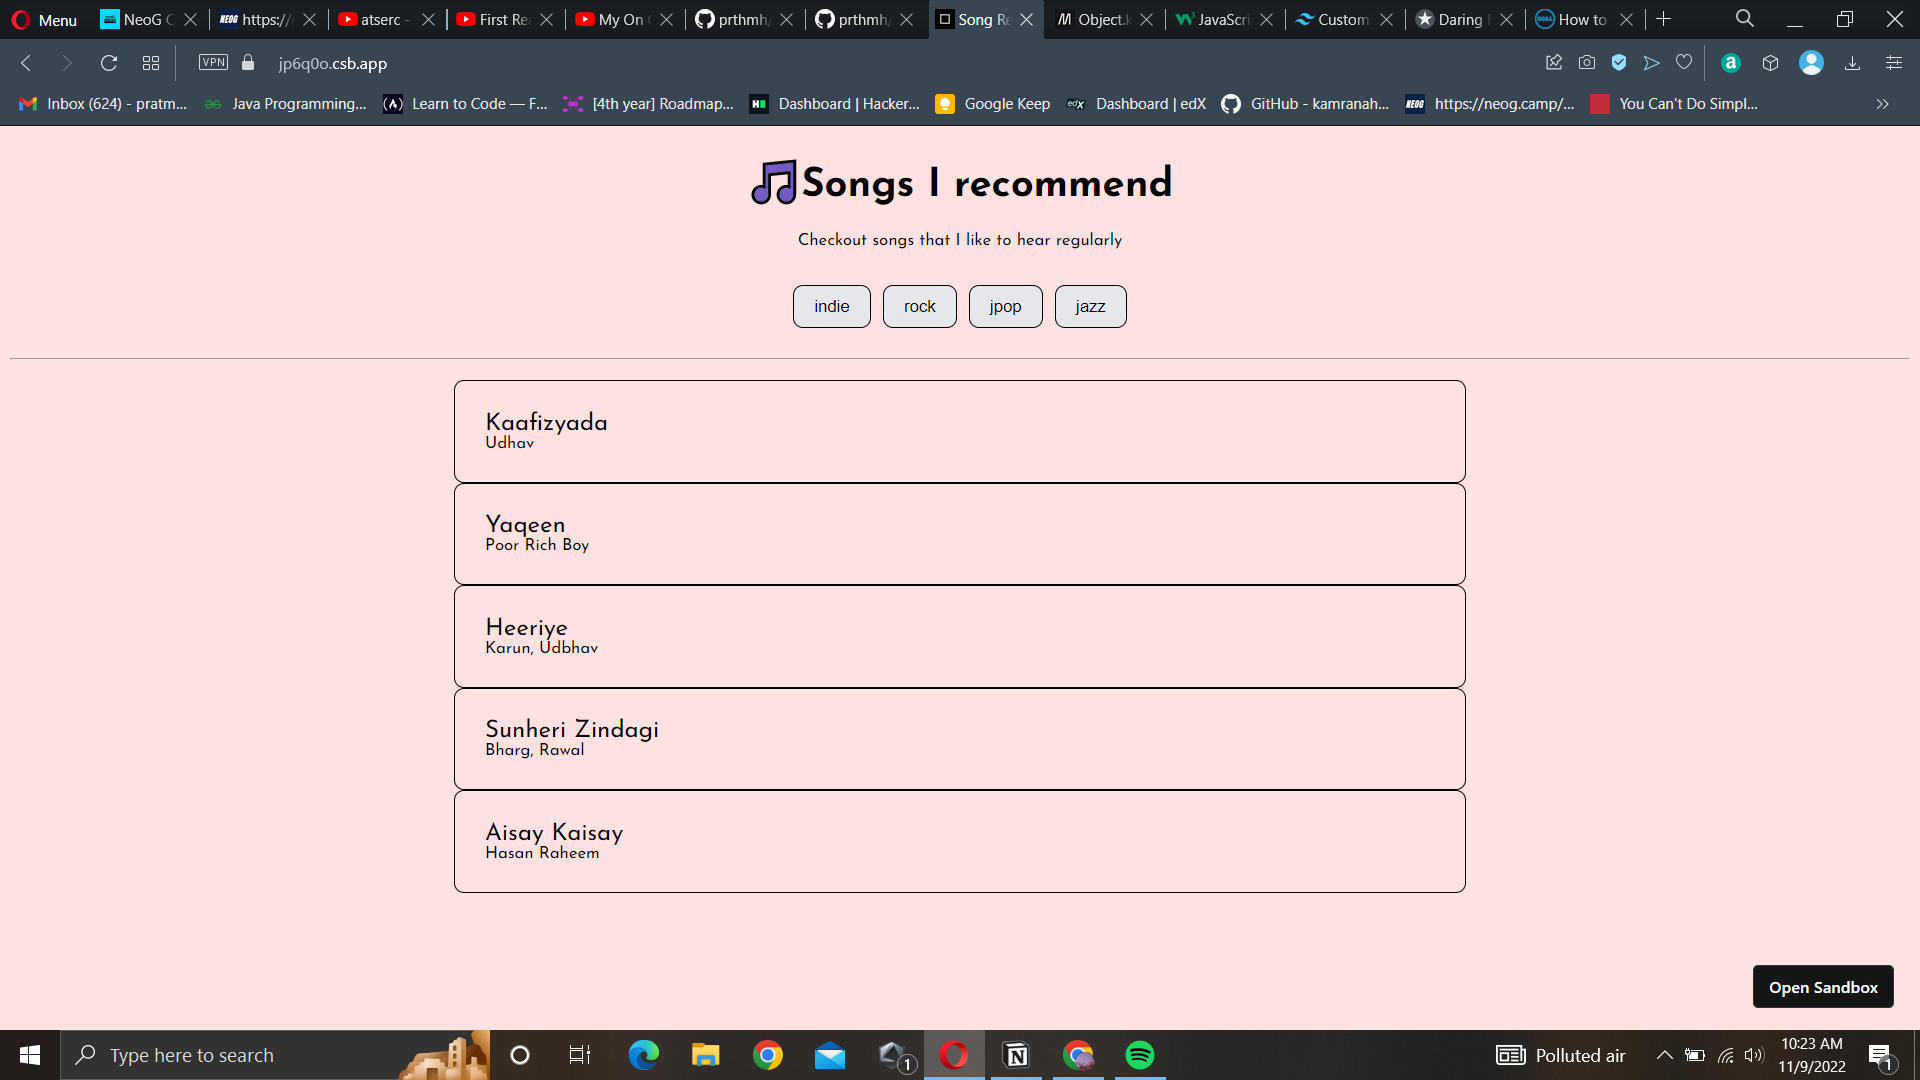 Menu
NeoG C
https://
atserc -
First Re
My On
prthmh/
prthmh/
Song Re
Object.k
JavaScri
Custom
Daring
How to
VPN
jp6q0o.csb.app
Inbox (624) - pratm...
Java Programming...
Learn to Code — F...
[4th year] Roadmap...
Dashboard | Hacker...
Google Keep
Dashboard | edX
GitHub - kamranah...
https://neog.camp/...
You Can't Do Simpl...
Songs I recommend
Checkout songs that I like to hear regularly
indie
rock
jpop
jazz
Kaafizyada
Udhav
Yaqeen
Poor Rich Boy
Heeriye
Karun, Udbhav
Sunheri Zindagi
Bharg, Rawal
Aisay Kaisay
Hasan Raheem
Open Sandbox
Type here to search
1
Polluted air
10:23 AM
11/9/2022
1